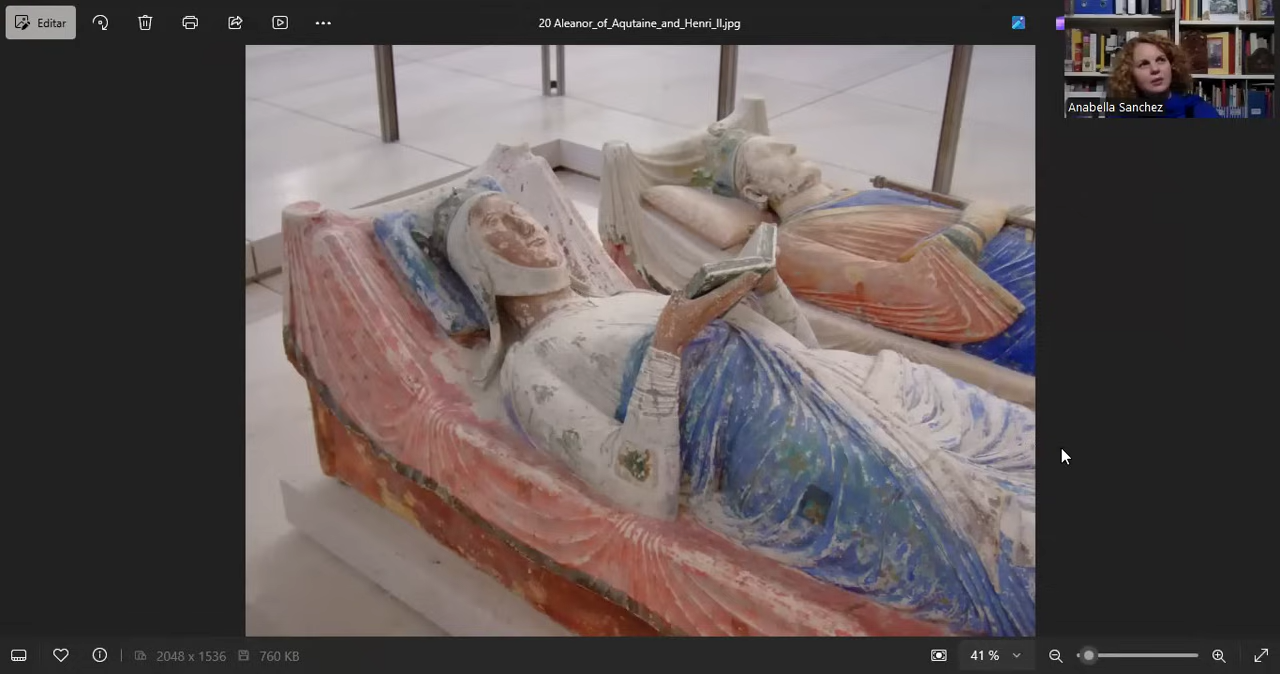 Editar
20 Aleanor_of_Aqutaine_and_Henri_II.jpg
Anabella Sanchez
2048 x 1536
760 KB
41 %